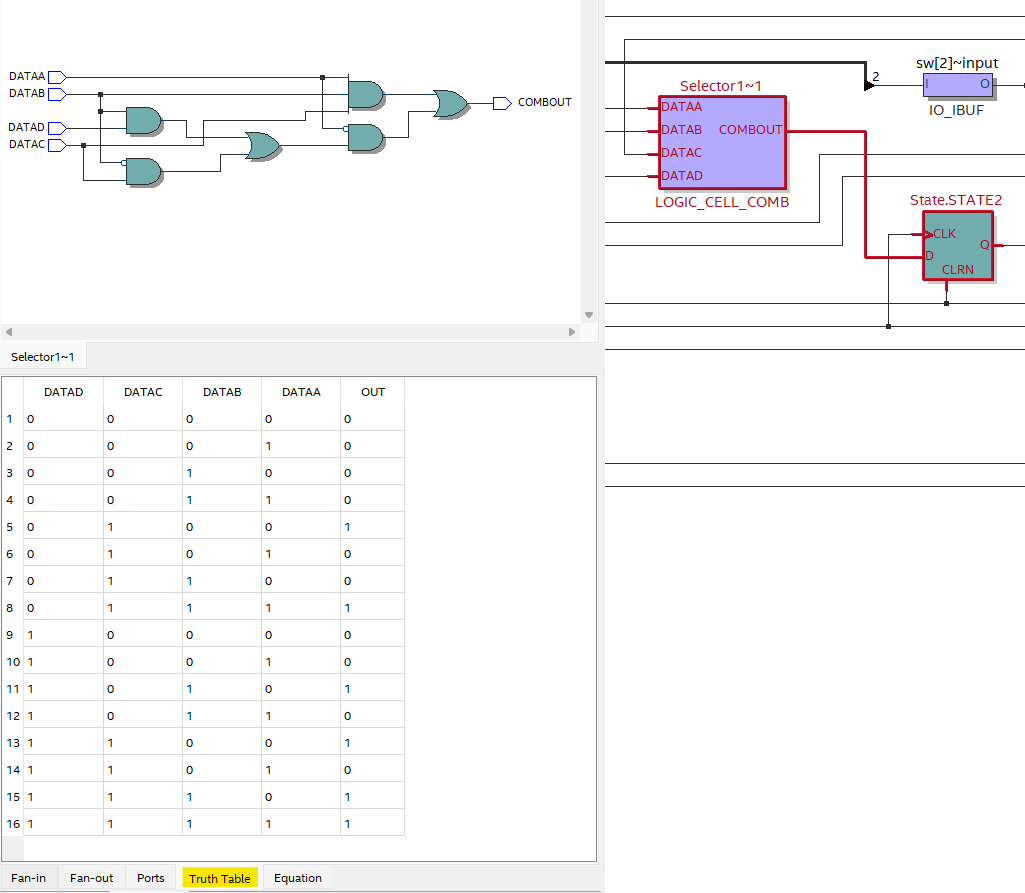 DATAA
DATAB
DATAD
DATAC
COMBOUT
Selector1~1
DATAD DATAC DATAB DATAA OUT
1 0 0 0 0 0
2 0 0 0 1 0
3 0 0 1 0 0
4 0 0 1 1 0
5 0 1 0 0 1
6 0 1 0 1 0
7 0 1 1 0 0
8 0 1 1 1 1
9 1 0 0 0 0
10 1 0 0 1 0
11 1 0 1 0 1
12 1 0 1 1 0
13 1 1 0 0 1
14 1 1 0 1 0
15 1 1 1 0 1
16 1 1 1 1 1
Fan-in Fan-out Ports Truth Table Equation
2
sw[2]~input
I O
IO_IBUF
Selector1~1
DATAA
DATAB COMBOUT
DATAC
DATAD
LOGIC_CELL_COMB
State.STATE2
CLK
Q
D
CLRN